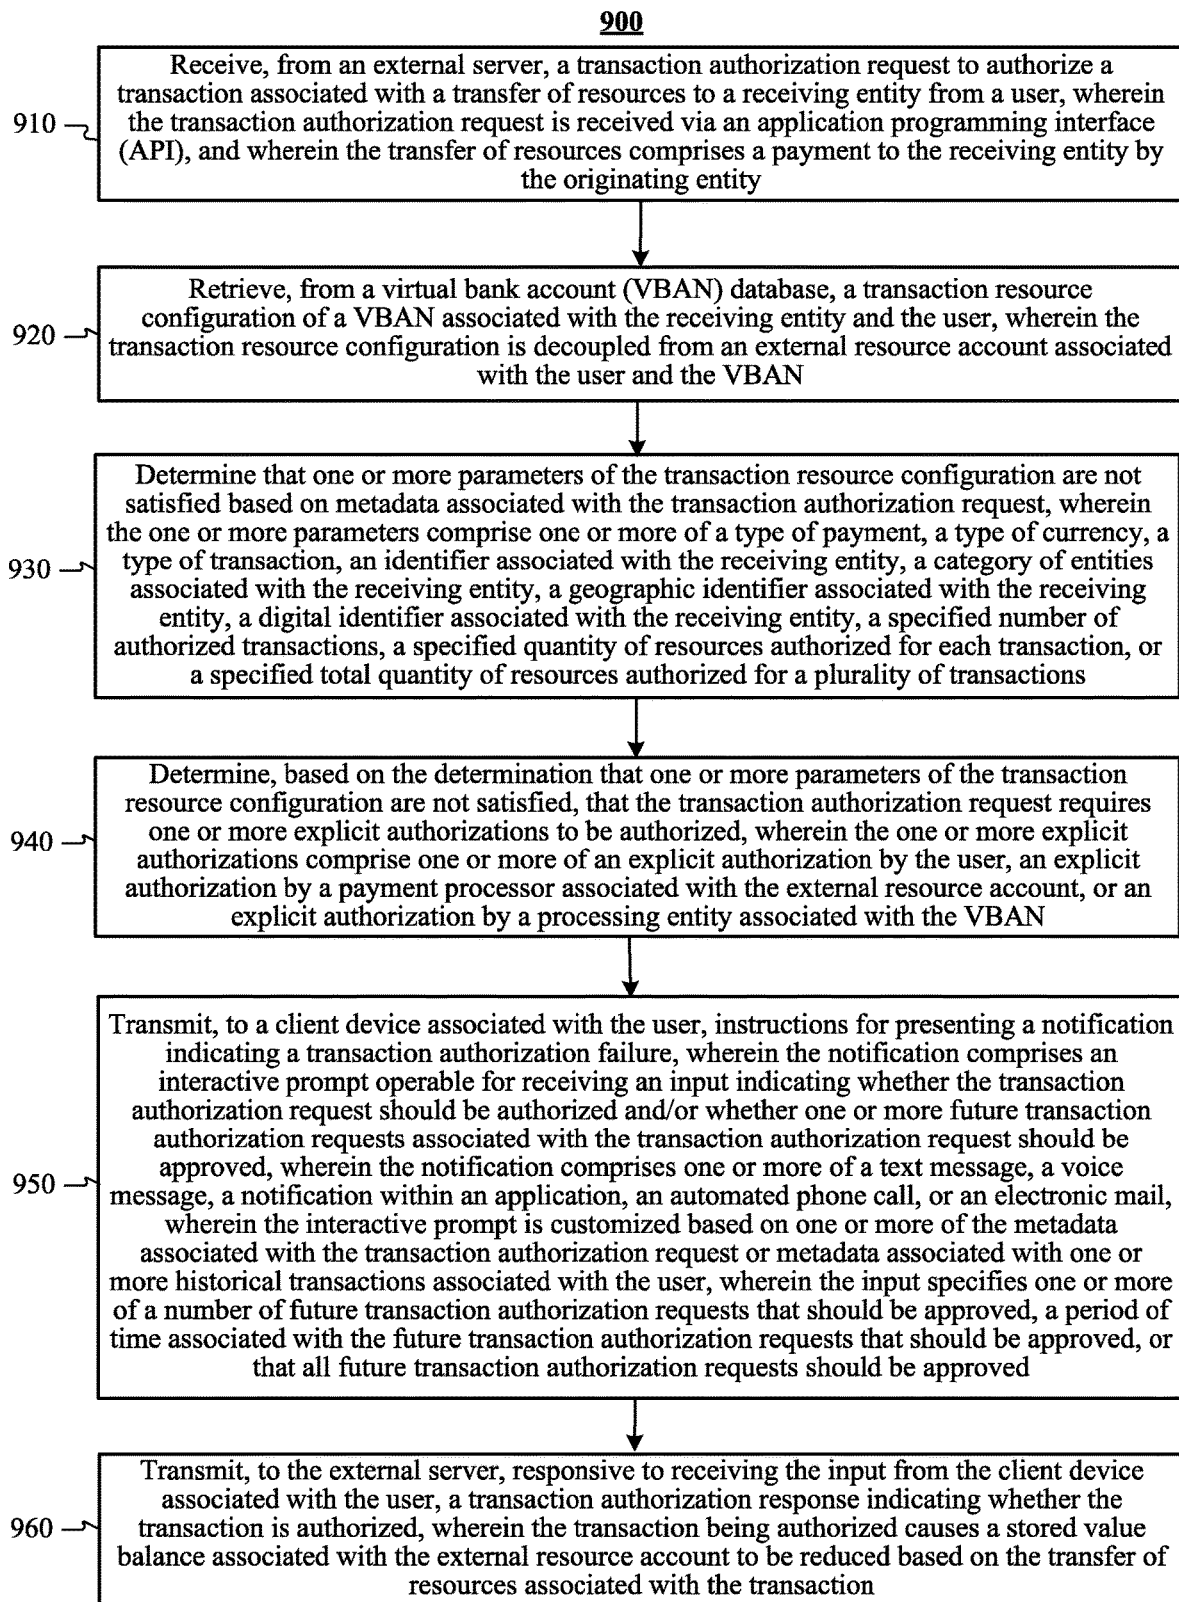 900
Receive, from an external server, a transaction authorization request to authorize a
transaction associated with a transfer of resources to a receiving entity from a user, wherein
the transaction authorization request is received via an application programming interface
(API), and wherein the transfer of resources comprises a payment to the receiving entity by
the originating entity
910
Retrieve, from a virtual bank account (VBAN) database, a transaction resource
configuration of a VBAN associated with the receiving entity and the user, wherein the
transaction resource configuration is decoupled from an external resource account associated
with the user and the VBAN
920
Determine that one or more parameters of the transaction resource configuration are not
satisfied based on metadata associated with the transaction authorization request, wherein
the one or more parameters comprise one or more of a type of payment, a type of currency, a
type of transaction, an identifier associated with the receiving entity, a category of entities
associated with the receiving entity, a geographic identifier associated with the receiving
entity, a digital identifier associated with the receiving entity, a specified number of
authorized transactions, a specified quantity of resources authorized for each transaction, or
a specified total quantity of resources authorized for a plurality of transactions
930
Determine, based on the determination that one or more parameters of the transaction
resource configuration are not satisfied, that the transaction authorization request requires
one or more explicit authorizations to be authorized, wherein the one or more explicit
authorizations comprise one or more of an explicit authorization by the user, an explicit
authorization by a payment processor associated with the external resource account, or an
explicit authorization by a processing entity associated with the VBAN
940
Transmit, to a client device associated with the user, instructions for presenting a notification
indicating a transaction authorization failure, wherein the notification comprises an
interactive prompt operable for receiving an input indicating whether the transaction
authorization request should be authorized and/or whether one or more future transaction
authorization requests associated with the transaction authorization request should be
approved, wherein the notification comprises one or more of a text message, a voice
message, a notification within an application, an automated phone call, or an electronic mail,
wherein the interactive prompt is customized based on one or more of the metadata
associated with the transaction authorization request or metadata associated with one or
more historical transactions associated with the user, wherein the input specifies one or more
of a number of future transaction authorization requests that should be approved, a period of
time associated with the future transaction authorization requests that should be approved, or
that all future transaction authorization requests should be approved
950
Transmit, to the external server, responsive to receiving the input from the client device
associated with the user, a transaction authorization response indicating whether the
transaction is authorized, wherein the transaction being authorized causes a stored value
balance associated with the external resource account to be reduced based on the transfer of
resources associated with the transaction
960